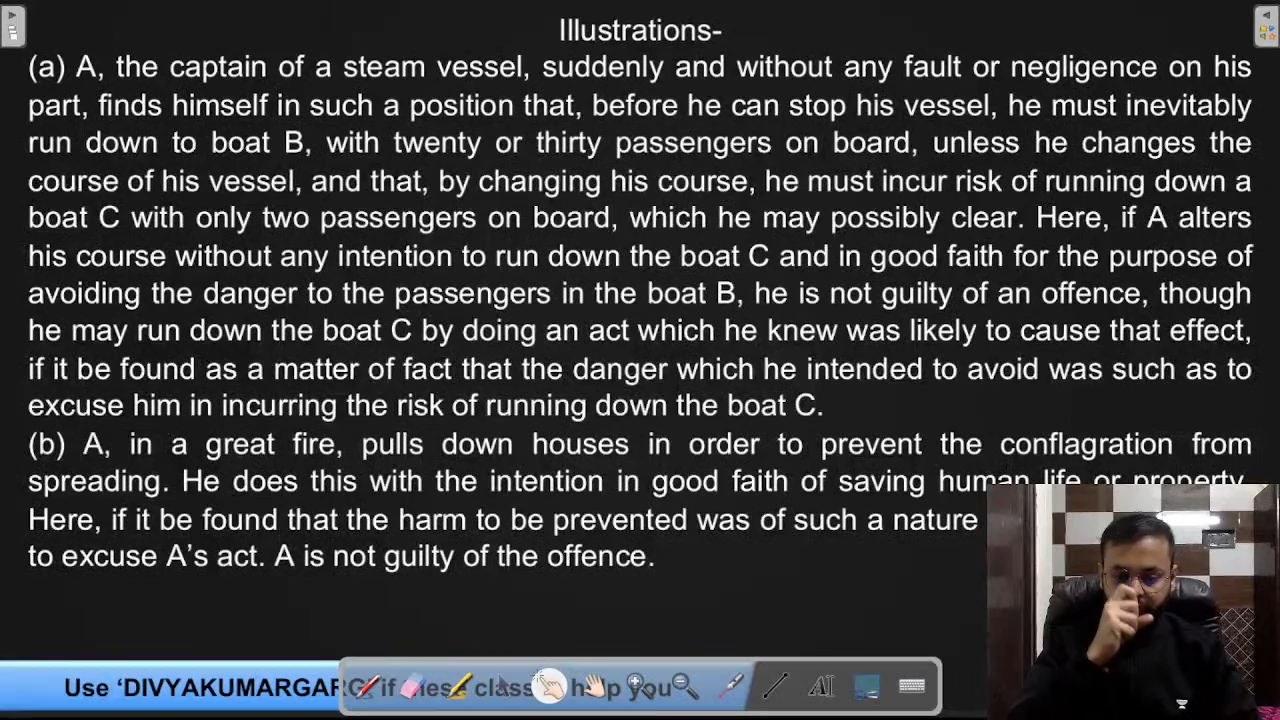 Illustrations-
(a) A, the captain of a steam vessel, suddenly and without any fault or negligence on his
part, finds himself in such a position that, before he can stop his vessel, he must inevitably
run down to boat B, with twenty or thirty passengers on board, unless he changes the
course of his vessel, and that, by changing his course, he must incur risk of running down a
boat C with only two passengers on board, which he may possibly clear. Here, if A alters
his course without any intention to run down the boat C and in good faith for the purpose of
avoiding the danger to the passengers in the boat B, he is not guilty of an offence, though
he may run down the boat C by doing an act which he knew was likely to cause that effect,
if it be found as a matter of fact that the danger which he intended to avoid was such as to
excuse him in incurring the risk of running down the boat C.
(b) A, in a great fire, pulls down houses in order to prevent the conflagration from
spreading. He does this with the intention in good faith of saving human life or property.
Here, if it be found that the harm to be prevented was of such a nature
to excuse A's act. A is not guilty of the offence.
Use ‘DIVYAKUMARGARG’ if these classes help you
AI